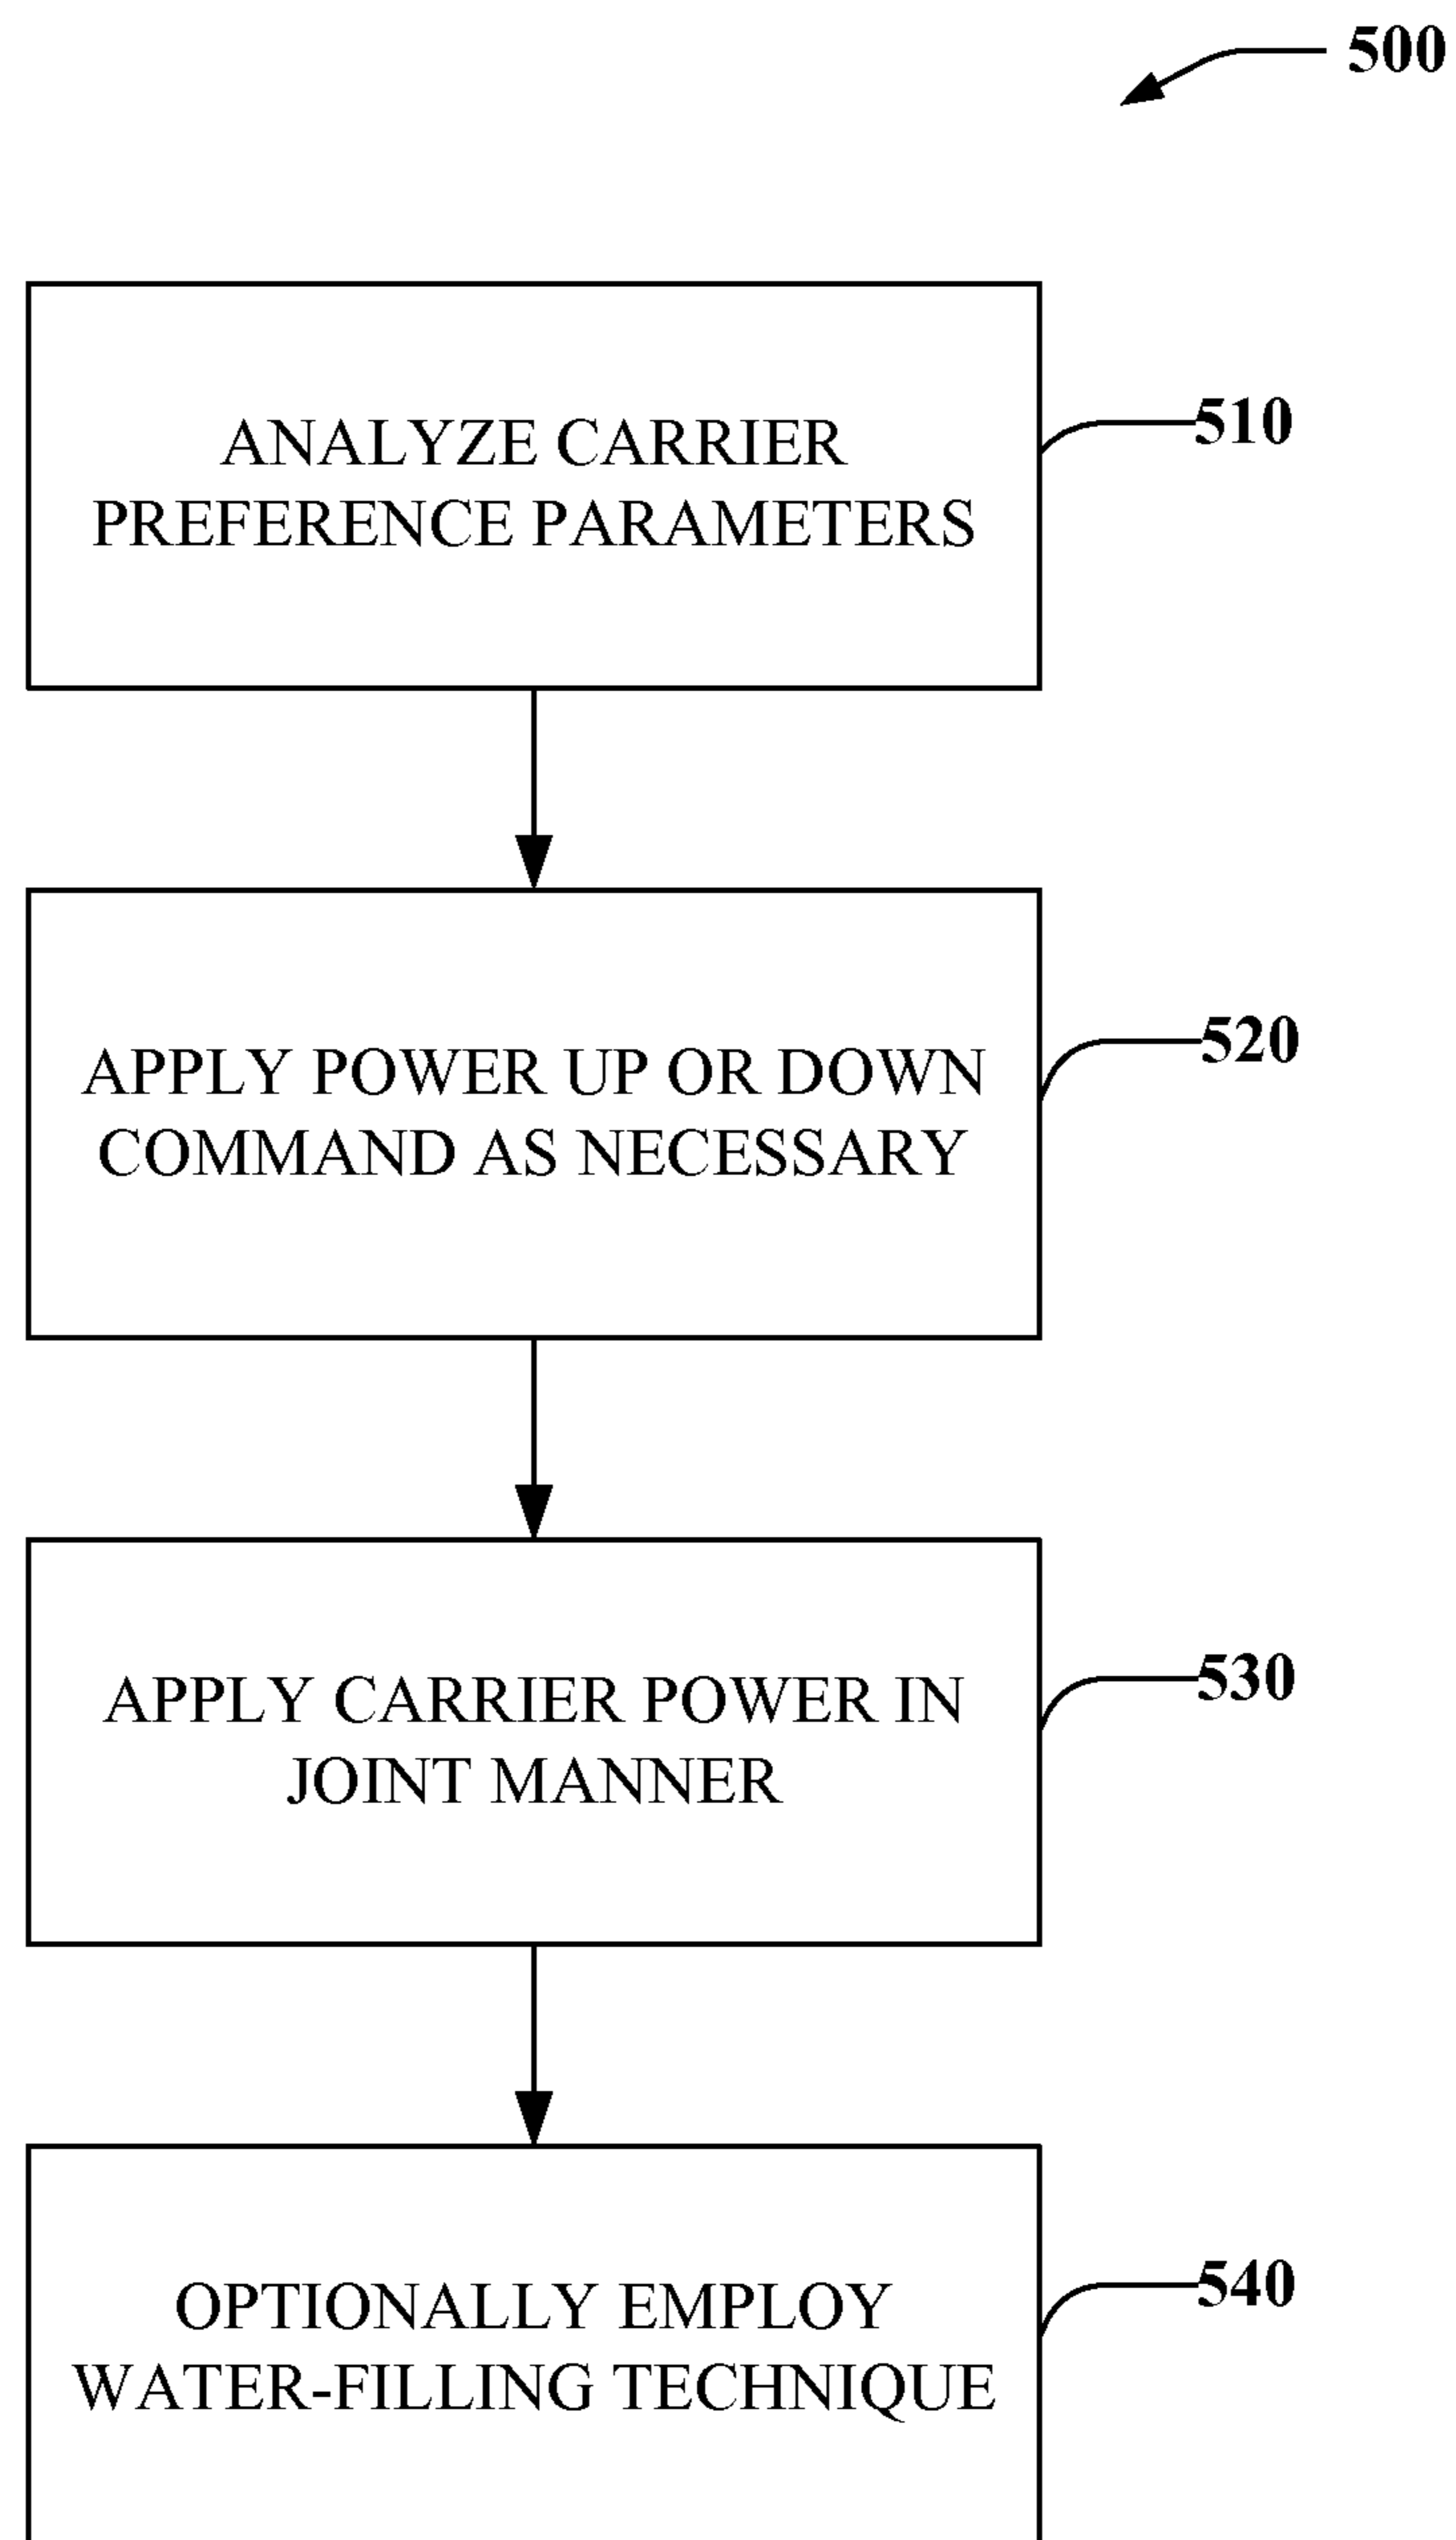 500
ANALYZE CARRIER
PREFERENCE PARAMETERS
510
APPLY POWER UP OR DOWN
COMMAND AS NECESSARY
520
APPLY CARRIER POWER IN
JOINT MANNER
530
OPTIONALLY EMPLOY
WATER-FILLING TECHNIQUE
540